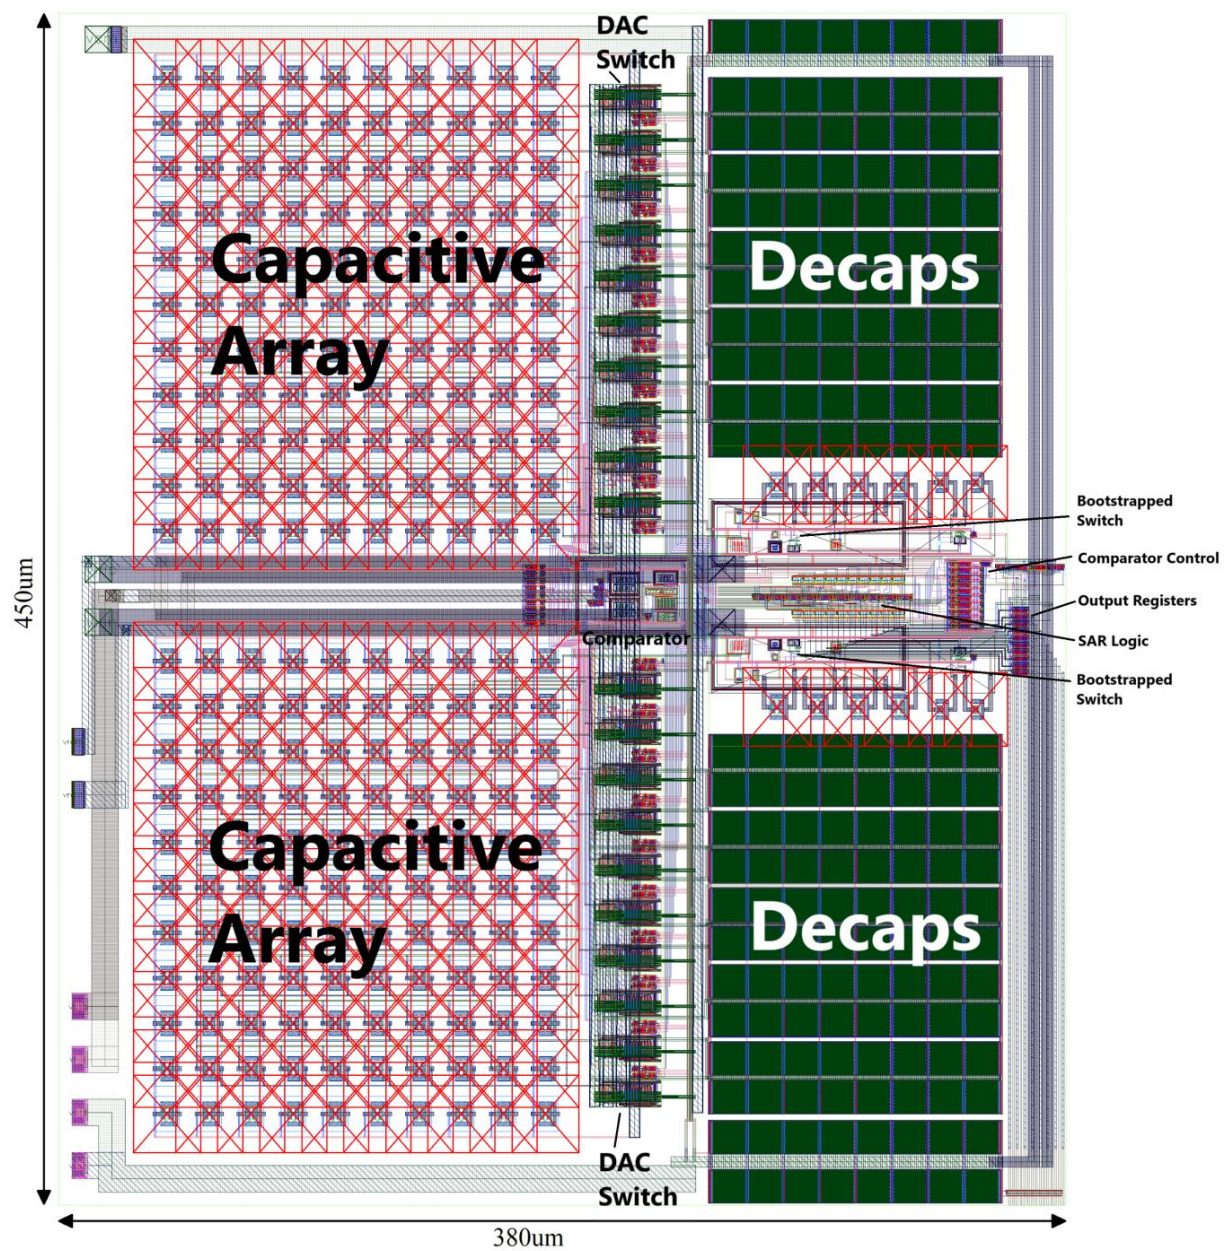 DAC
Switch
Capacitive
Array
Decaps
Bootstrapped
Switch
Comparator Control
Output Registers
SAR Logic
Bootstrapped
Switch
Comparator
450um
Capacitive
Array
Decaps
DAC
Switch
380um